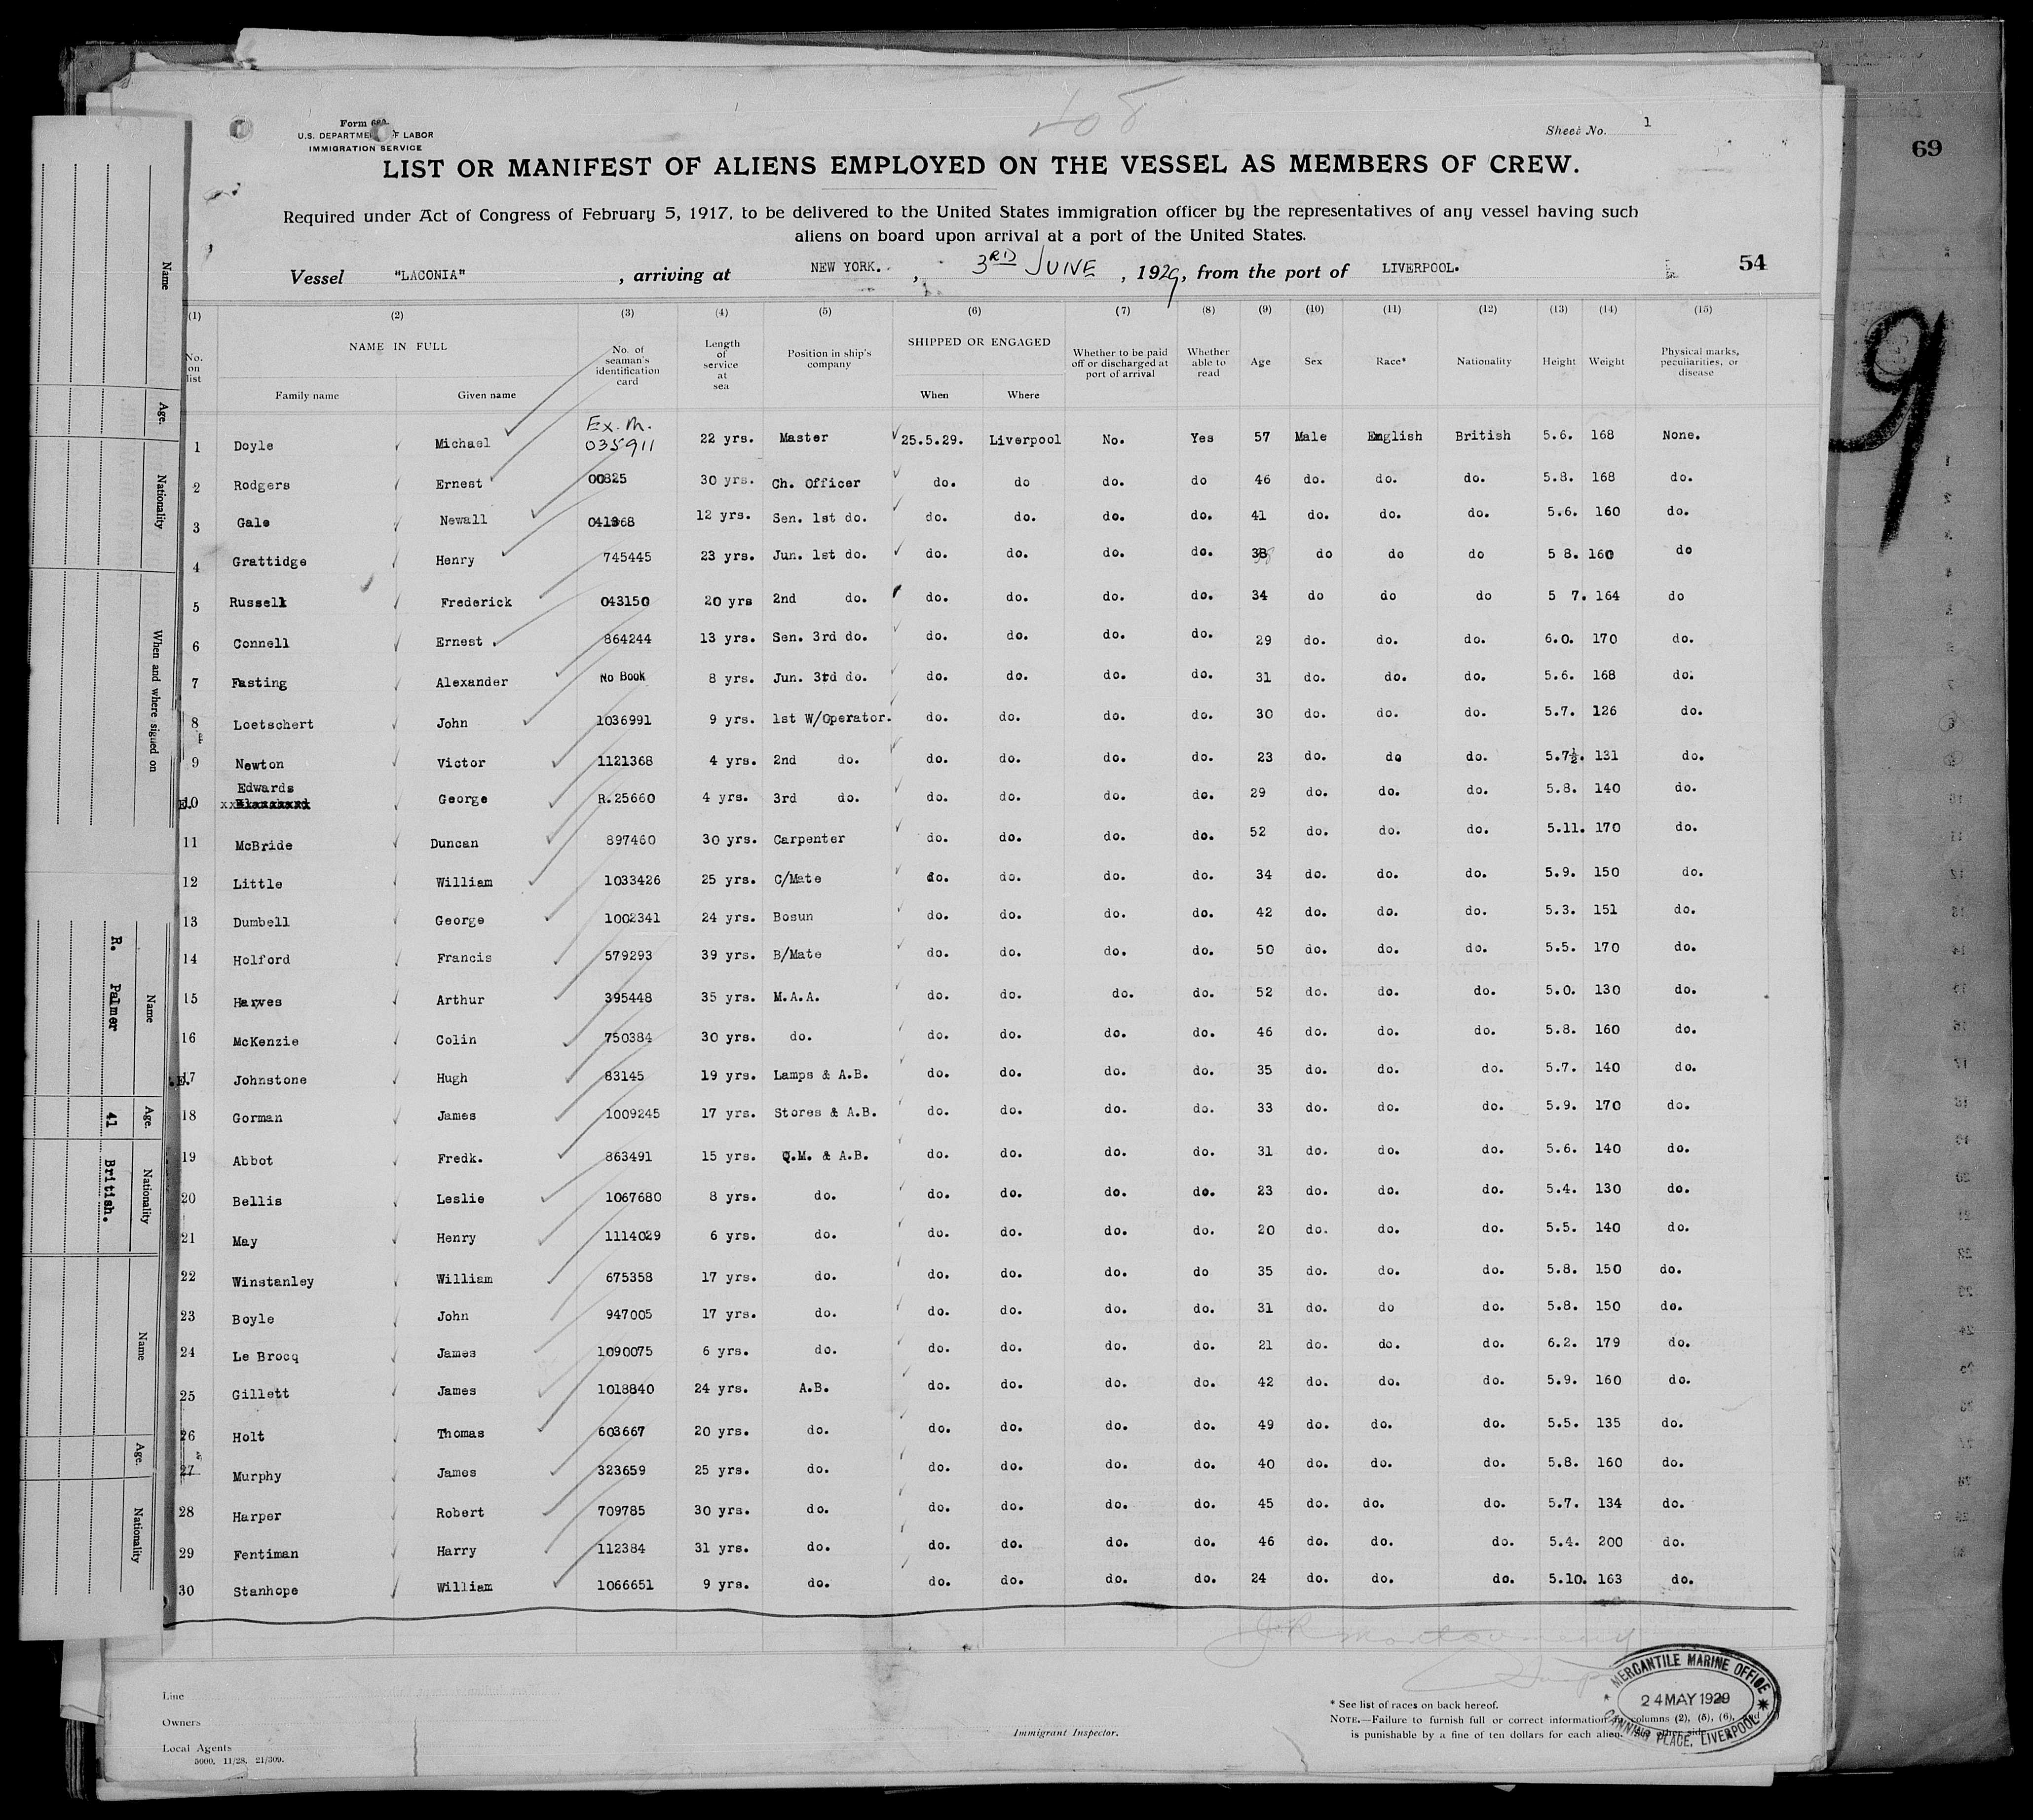 69
Form 689
U.S. DEPARTMENT OF LABOR
IMMIGRATION SERVICE
Sheet No. 1
LIST OR MANIFEST OF ALIENS EMPLOYED ON THE VESSEL AS MEMBERS OF CREW.
Required under Act of Congress of February 5, 1917, to be delivered to the United States immigration officer by the representatives of any vessel having such
aliens on board upon arrival at a port of the United States.
Vessel "LACONIA", arriving at NEW YORK., 3RD JUNE, 1929, from the port of LIVERPOOL. 54
(1) (2) (3) (4) (5) (6) (7) (8) (9) (10) (11) (12) (13) (14) (15)
No. on list NAME IN FULL Family name Given name No. of seaman's identification card Length of service at sea Position in ship's company SHIPPED OR ENGAGED When Where Whether to be paid off or discharged at port of arrival Whether able to read Age Sex Race* Nationality Height Weight Physical marks, peculiarities, or disease
Ex. M.
1 Doyle Michael 035911 22 yrs. Master 25.5.29. Liverpool No. Yes 57 Male English British 5.6. 168 None.
2 Rodgers Ernest 00825 30 yrs. Ch. Officer do. do do. do 46 do. do. do. 5.8. 168 do.
3 Gale Newall 041368 12 yrs. Sen. 1st do. do. do. do. do. 41 do. do. do. 5.6. 160 do.
4 Grattidge Henry 745445 23 yrs. Jun. 1st do. do. do. do. do. 38 do do do 5 8. 160 do
5 Russell Frederick 043150 20 yrs 2nd do. do. do. do. do. 34 do do do 5 7. 164 do
6 Connell Ernest 864244 13 yrs. Sen. 3rd do. do. do. do. do. 29 do. do. do. 6.0. 170 do.
7 Fasting Alexander No Book 8 yrs. Jun. 3rd do. do. do. do. do. 31 do. do. do. 5.6. 168 do.
8 Loetschert John 1036991 9 yrs. 1st W/Operator. do. do. do. do. 30 do. do. do. 5.7. 126 do.
9 Newton Victor 1121368 4 yrs. 2nd do. do. do. do. do. 23 do. do do. 5.7½. 131 do.
E.10 Edwards George R.25660 4 yrs. 3rd do. do. do. do. do. 29 do. do. do. 5.8. 140 do.
11 McBride Duncan 897460 30 yrs. Carpenter do. do. do. do. 52 do. do. do. 5.11. 170 do.
12 Little William 1033426 25 yrs. C/Mate do. do. do. do. 34 do. do. do. 5.9. 150 do.
13 Dumbell George 1002341 24 yrs. Bosun do. do. do. do. 42 do. do. do. 5.3. 151 do.
14 Holford Francis 579293 39 yrs. B/Mate do. do. do. do. 50 do. do. do. 5.5. 170 do.
15 Harves Arthur 395448 35 yrs. M.A.A. do. do. do. do. 52 do. do. do. 5.0. 130 do.
16 McKenzie Colin 750384 30 yrs. do. do. do. do. do. 46 do. do. do. 5.8. 160 do.
E.17 Johnstone Hugh 83145 19 yrs. Lamps & A.B. do. do. do. do. 35 do. do. do. 5.7. 140 do.
18 Gorman James 1009245 17 yrs. Stores & A.B. do. do. do. do. 33 do. do. do. 5.9. 170 do.
19 Abbot Fredk. 863491 15 yrs. Q.M. & A.B. do. do. do. do. 31 do. do. do. 5.6. 140 do.
20 Bellis Leslie 1067680 8 yrs. do. do. do. do. do. 23 do. do. do. 5.4. 130 do.
21 May Henry 1114029 6 yrs. do. do. do. do. do. 20 do. do. do. 5.5. 140 do.
22 Winstanley William 675358 17 yrs. do. do. do. do. do 35 do. do. do. 5.8. 150 do.
23 Boyle John 947005 17 yrs. do. do. do. do. do. 31 do. do do. 5.8. 150 do.
24 Le Brocq James 1090075 6 yrs. do. do. do. do. do. 21 do. do. do. 6.2. 179 do.
25 Gillett James 1018840 24 yrs. A.B. do. do. do. do. 42 do. do. do. 5.9. 160 do.
26 Holt Thomas 603667 20 yrs. do. do. do. do. do. 49 do. do. do. 5.5. 135 do.
27 Murphy James 323659 25 yrs. do. do. do. do. do. 40 do. do. do. 5.8. 160 do.
28 Harper Robert 709785 30 yrs. do. do. do. do. do. 45 do. do. do. 5.7. 134 do.
29 Fentiman Harry 112384 31 yrs. do. do. do. do. do. 46 do. do. do. 5.4. 200 do.
30 Stanhope William 1066651 9 yrs. do. do. do. do. do. 24 do. do. do. 5.10. 163 do.
Line
Owners
Local Agents
5000. 11/28. 21/309.
Immigrant Inspector.
* See list of races on back hereof.
NOTE.—Failure to furnish full or correct information columns (2), (5), (6),
is punishable by a fine of ten dollars for each alien.
MERCANTILE MARINE OFFICE
24 MAY 1929
CANNING PLACE, LIVERPOOL
Name Age. Nationality When and where signed on
Name Age. Nationality
R. Palmer 41 British.
Name Age. Nationality
9